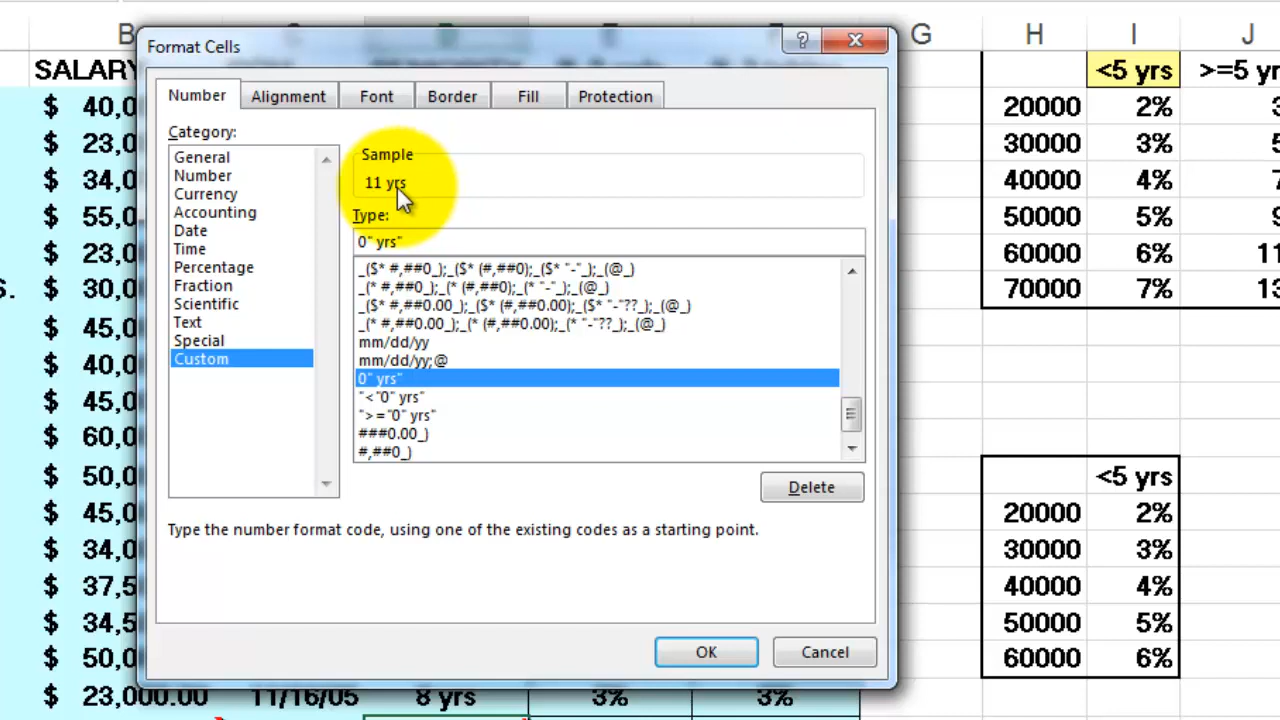 B G H I J
Format Cells
?
SALARY
Number Alignment Font Border Fill Protection
Category:
General
Number
Currency
Accounting
Date
Time
Percentage
Fraction
Scientific
Text
Special
Custom
Sample
11 yrs
Type:
0" yrs"
_($* #,##0_);_($* (#,##0);_($* "-"_);_(@_)
_(* #,##0_);_(* (#,##0);_(* "-"_);_(@_)
_($* #,##0.00_);_($* (#,##0.00);_($* "-"??_);_(@_)
_(* #,##0.00_);_(* (#,##0.00);_(* "-"??_);_(@_)
mm/dd/yy
mm/dd/yy;@
0" yrs"
"<"0" yrs"
">="0" yrs"
###0.00_)
#,##0_)
Delete
Type the number format code, using one of the existing codes as a starting point.
OK Cancel
$ 40,0
$ 23,0
$ 34,0
$ 55,0
$ 23,0
S. $ 30,0
$ 45,0
$ 40,0
$ 45,0
$ 60,0
$ 50,0
$ 45,0
$ 34,0
$ 37,5
$ 34,5
$ 50,0
$ 23,000.00 11/16/05 8 yrs 3% 3%
<5 yrs >=5 yr
20000 2% 3
30000 3% 5
40000 4% 7
50000 5% 9
60000 6% 11
70000 7% 13
<5 yrs
20000 2%
30000 3%
40000 4%
50000 5%
60000 6%